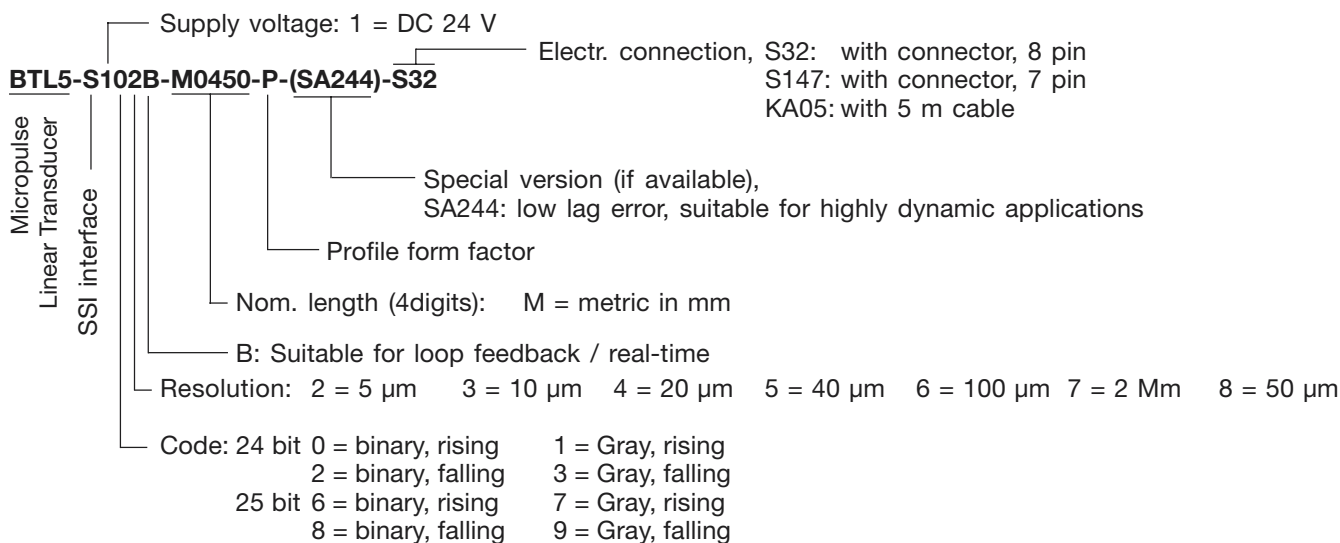 Supply voltage: 1 = DC 24 V
Electr. connection, S32: with connector, 8 pin
BTL5-S102B-M0450-P-(SA244)-S32
S147: with connector, 7 pin
KA05: with 5 m cable
Micropulse
Linear Transducer
SSI interface
Special version (if available),
SA244: low lag error, suitable for highly dynamic applications
Profile form factor
Nom. length (4digits): M = metric in mm
B: Suitable for loop feedback / real-time
Resolution: 2 = 5 µm 3 = 10 µm 4 = 20 µm 5 = 40 µm 6 = 100 µm 7 = 2 Mm 8 = 50 µm
Code: 24 bit 0 = binary, rising 1 = Gray, rising
2 = binary, falling 3 = Gray, falling
25 bit 6 = binary, rising 7 = Gray, rising
8 = binary, falling 9 = Gray, falling